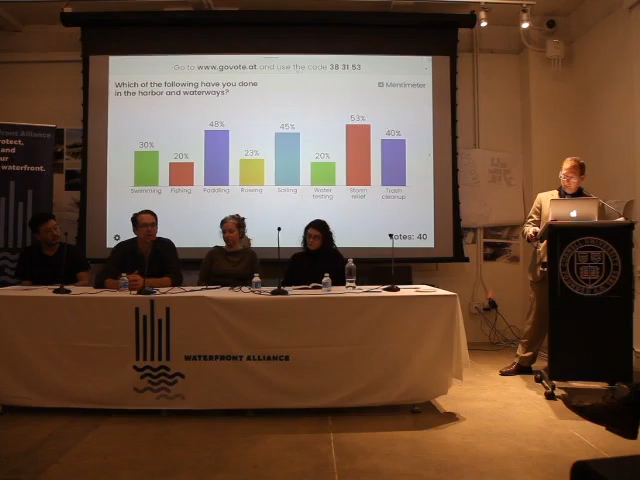 Go to www.govote.at and use the code 38 31 53
Which of the following have you done
in the harbor and waterways?
Mentimeter
30%
20%
48%
23%
45%
20%
53%
40%
Swimming
Fishing
Paddling
Rowing
Sailing
Water
testing
Storm
relief
Trash
cleanup
Votes: 40
front Alliance
otect,
and
ur
waterfront.
WATERFRONT ALLIANCE